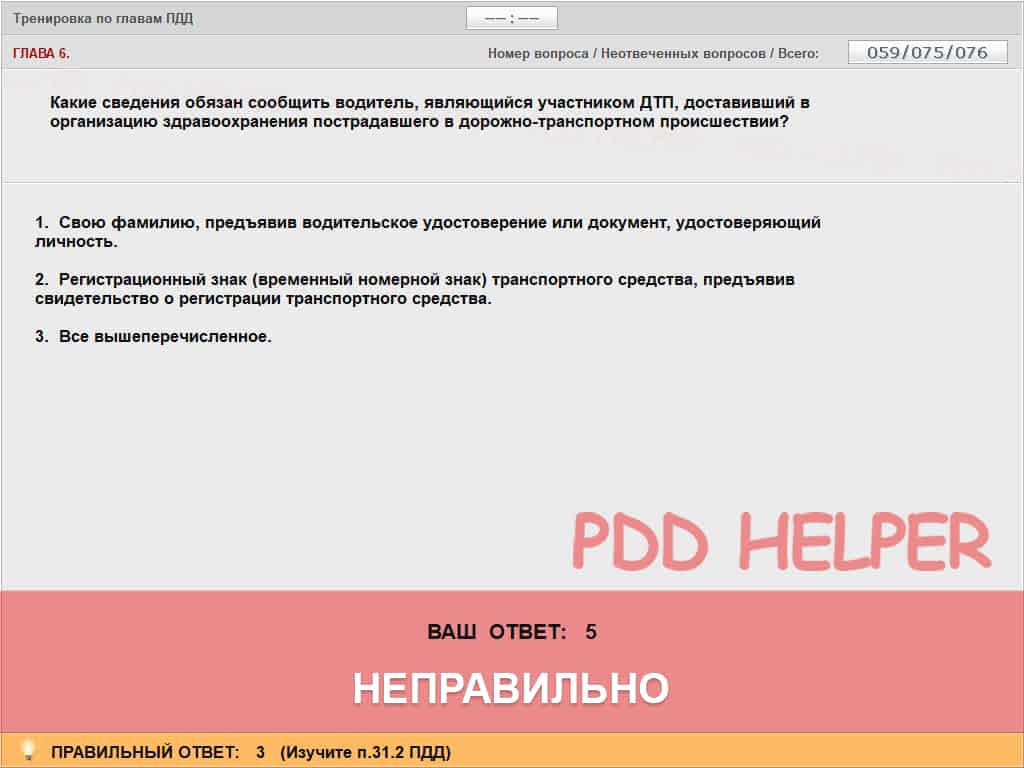 Тренировка по главам ПДД
–– : ––
ГЛАВА 6.
Номер вопроса / Неотвеченных вопросов / Всего:
059/075/076
Какие сведения обязан сообщить водитель, являющийся участником ДТП, доставивший в
организацию здравоохранения пострадавшего в дорожно-транспортном происшествии?
1. Свою фамилию, предъявив водительское удостоверение или документ, удостоверяющий
личность.
2. Регистрационный знак (временный номерной знак) транспортного средства, предъявив
свидетельство о регистрации транспортного средства.
3. Все вышеперечисленное.
PDD HELPER
ВАШ ОТВЕТ: 5
НЕПРАВИЛЬНО
ПРАВИЛЬНЫЙ ОТВЕТ: 3 (Изучите п.31.2 ПДД)